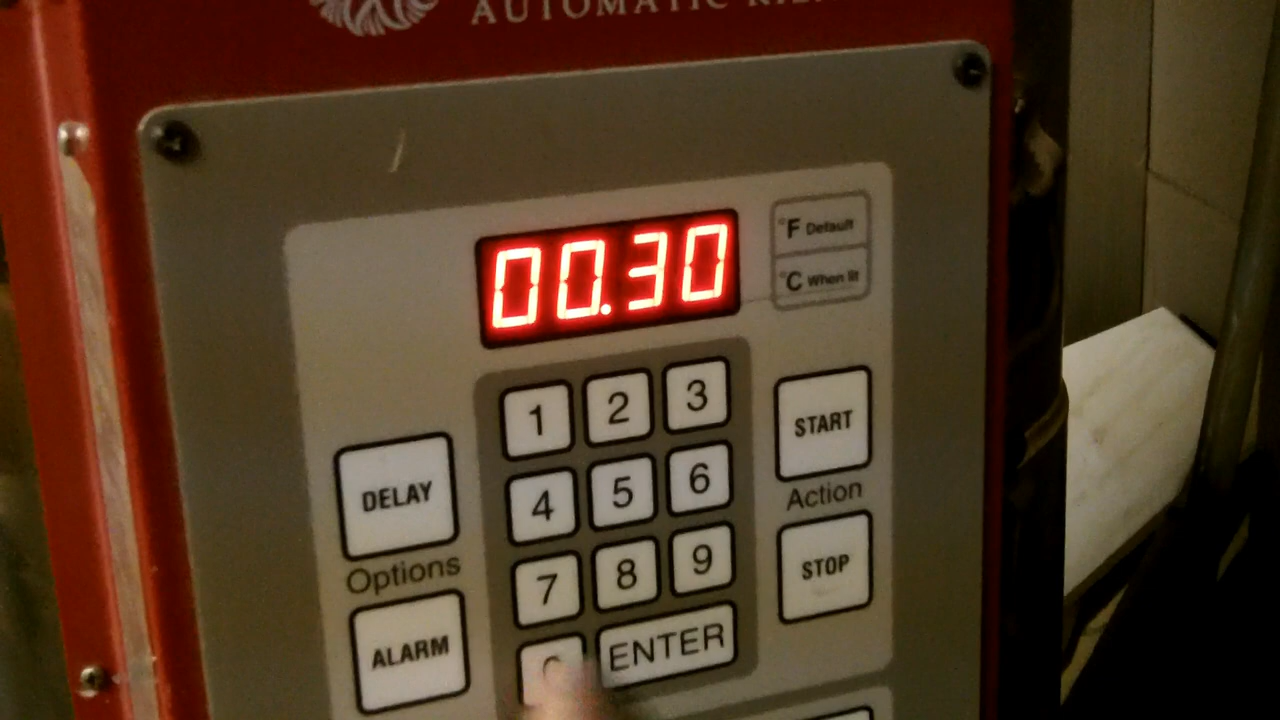 AUTOMATIC
00.30
°F Default
°C When lit
1 2 3
4 5 6
7 8 9
0 ENTER
DELAY
Options
ALARM
START
Action
STOP